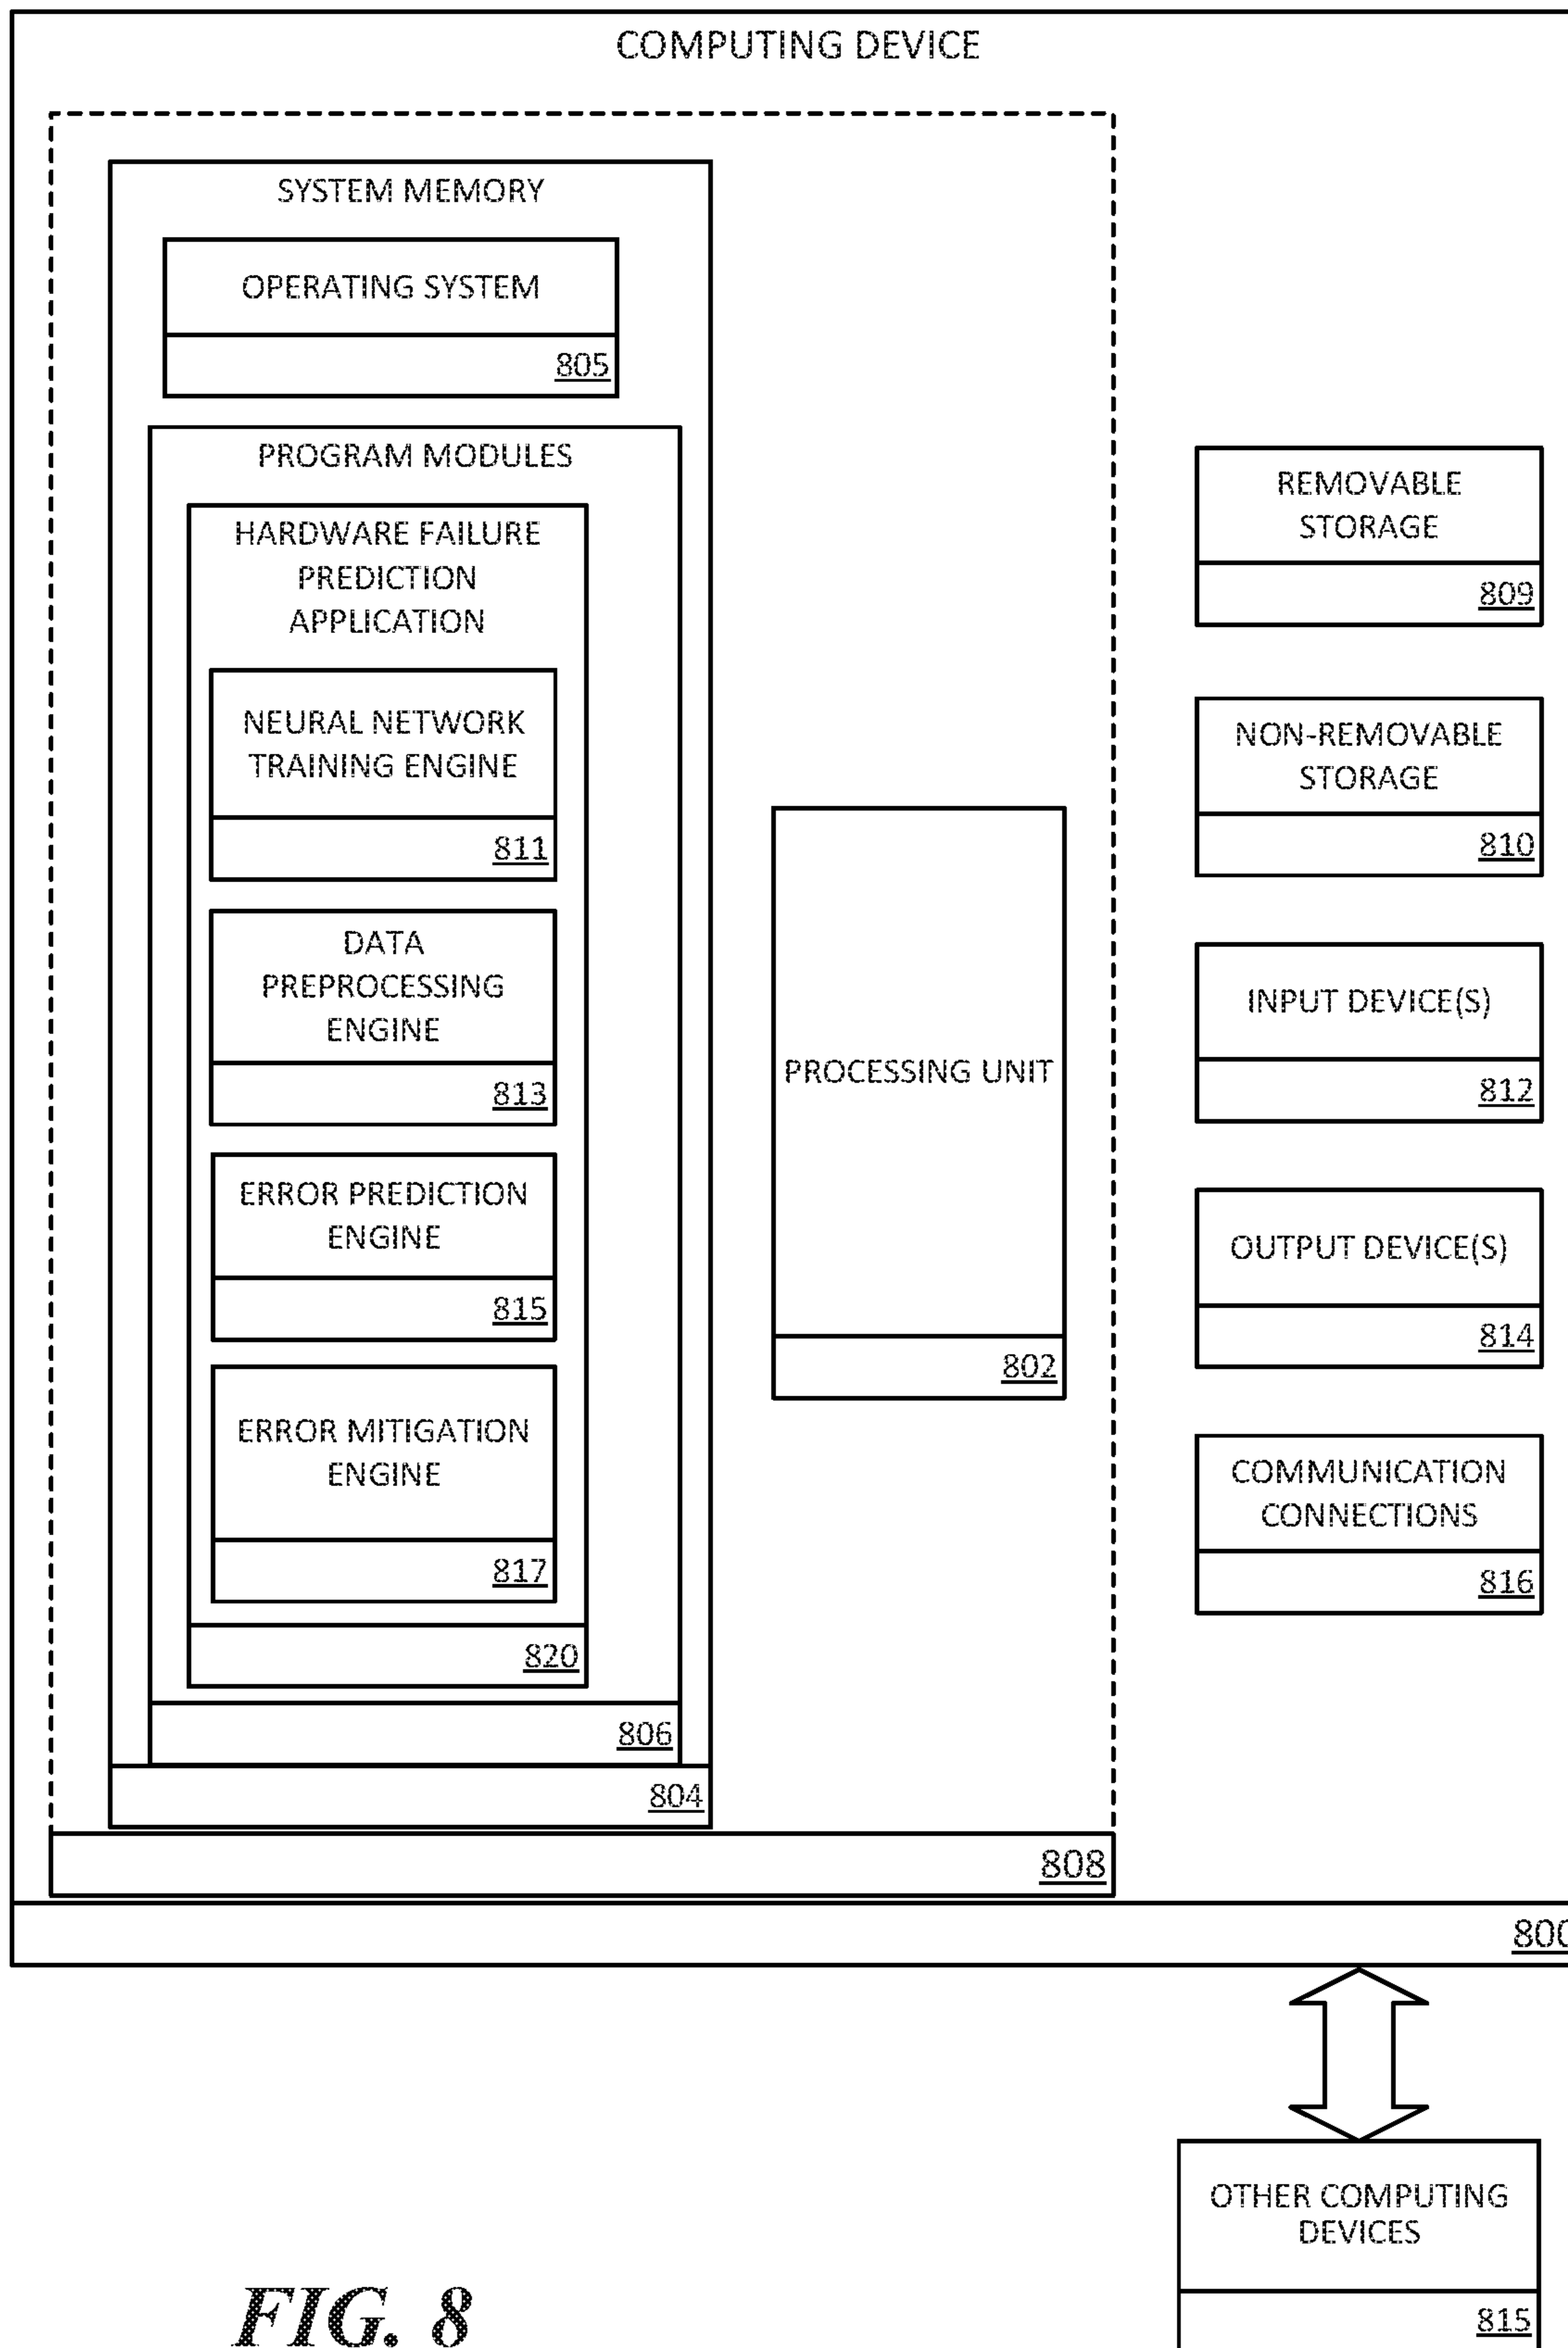 COMPUTING DEVICE
SYSTEM MEMORY
OPERATING SYSTEM
805
PROGRAM MODULES
HARDWARE FAILURE
PREDICTION
APPLICATION
NEURAL NETWORK
TRAINING ENGINE
811
DATA
PREPROCESSING
ENGINE
813
ERROR PREDICTION
ENGINE
815
ERROR MITIGATION
ENGINE
817
820
806
804
PROCESSING UNIT
802
808
REMOVABLE
STORAGE
809
NON-REMOVABLE
STORAGE
810
INPUT DEVICE(S)
812
OUTPUT DEVICE(S)
814
COMMUNICATION
CONNECTIONS
816
800
OTHER COMPUTING
DEVICES
815
FIG. 8